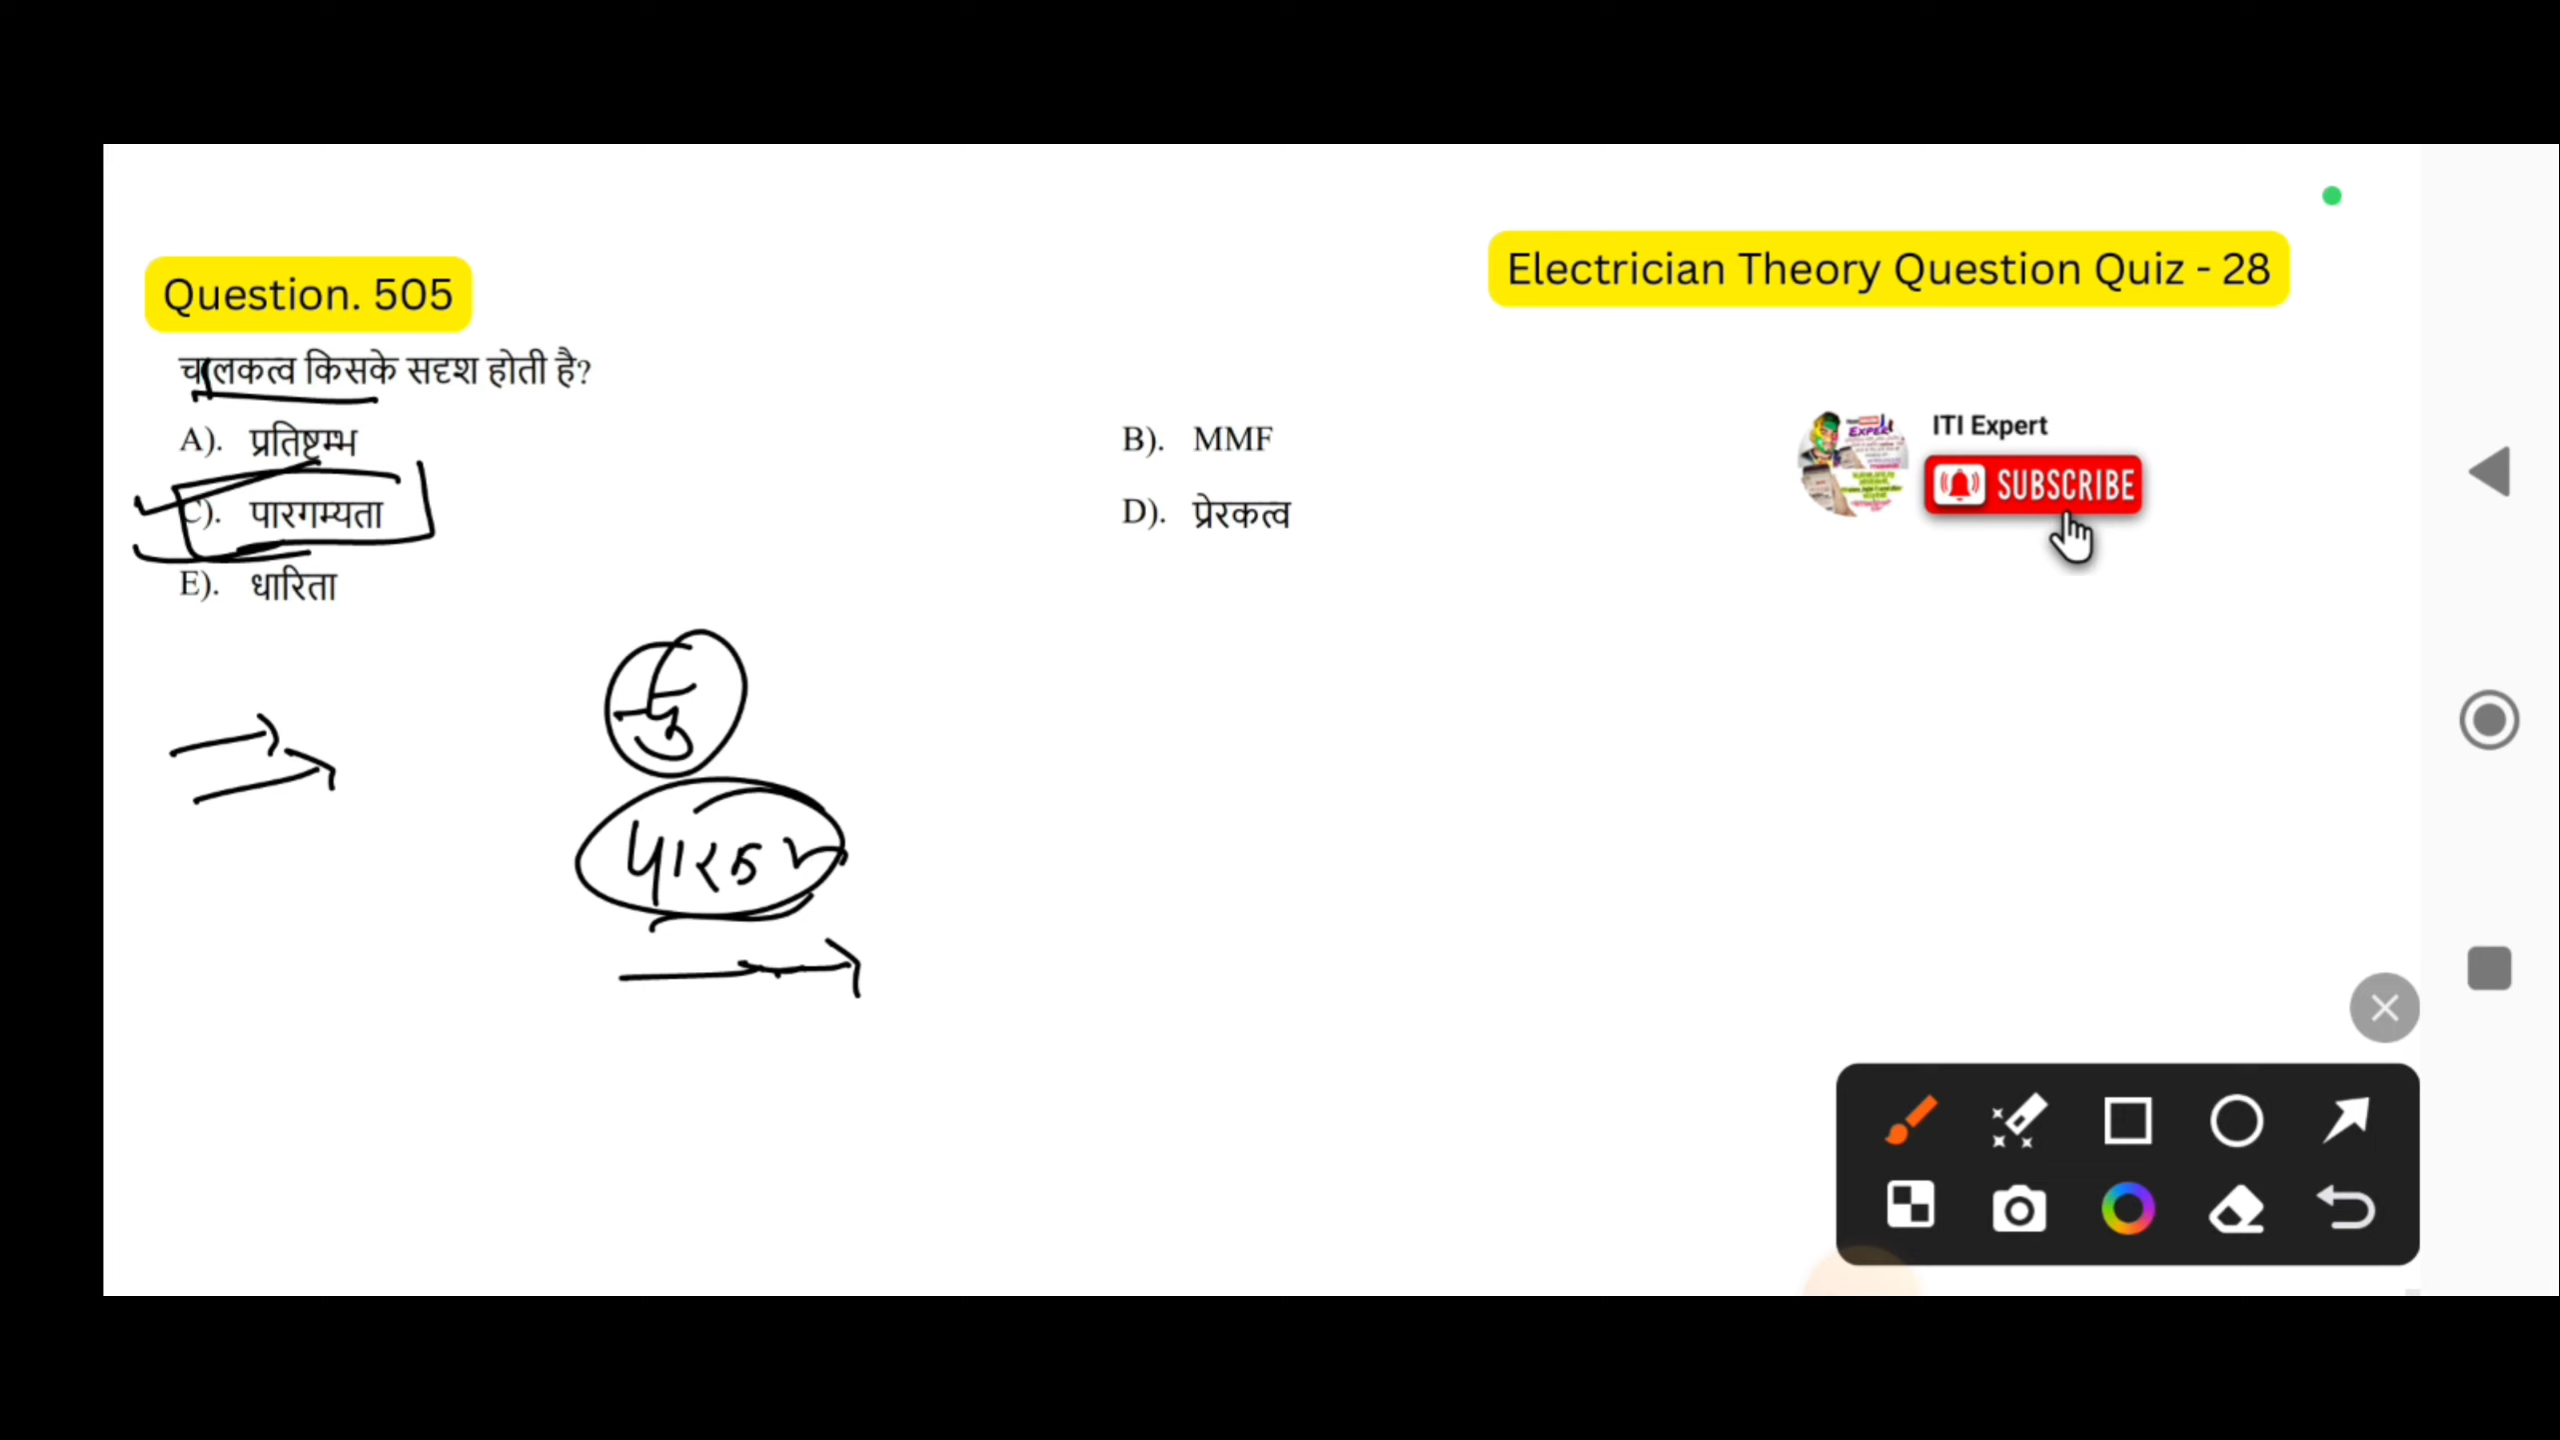 Electrician Theory Question Quiz - 28
Question. 505
चालकत्व किसके सदृश होती है?
A). प्रतिष्टम्भ
B). MMF
C). पारगम्यता
D). प्रेरकत्व
E). धारिता
ITI Expert
SUBSCRIBE